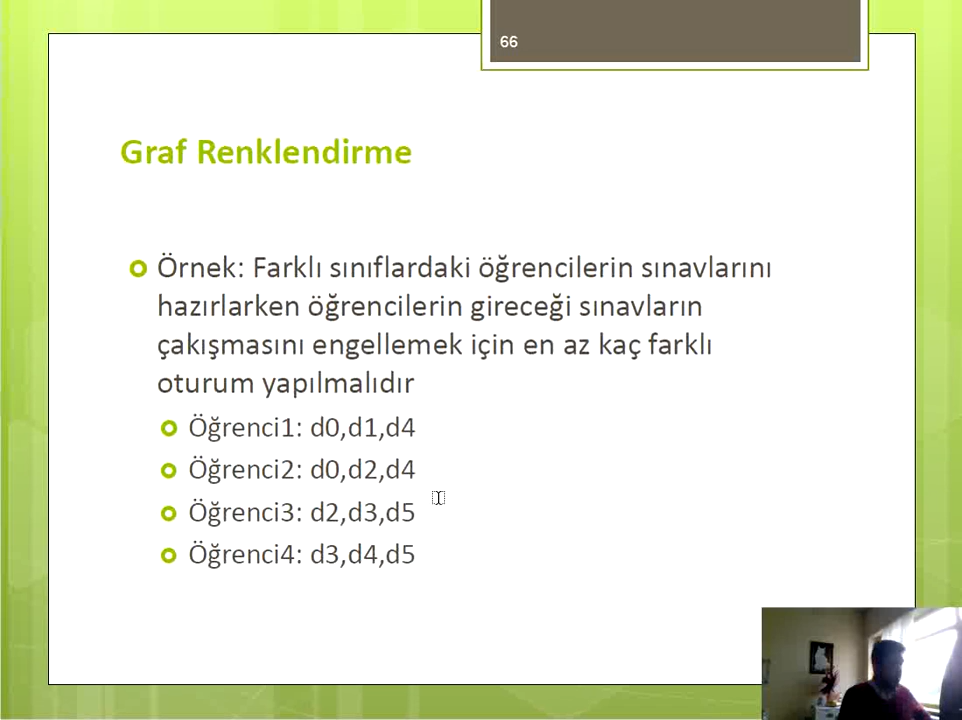 66
Graf Renklendirme
Örnek: Farklı sınıflardaki öğrencilerin sınavlarını
hazırlarken öğrencilerin gireceği sınavların
çakışmasını engellemek için en az kaç farklı
oturum yapılmalıdır
Öğrenci1: d0,d1,d4
Öğrenci2: d0,d2,d4
Öğrenci3: d2,d3,d5
Öğrenci4: d3,d4,d5